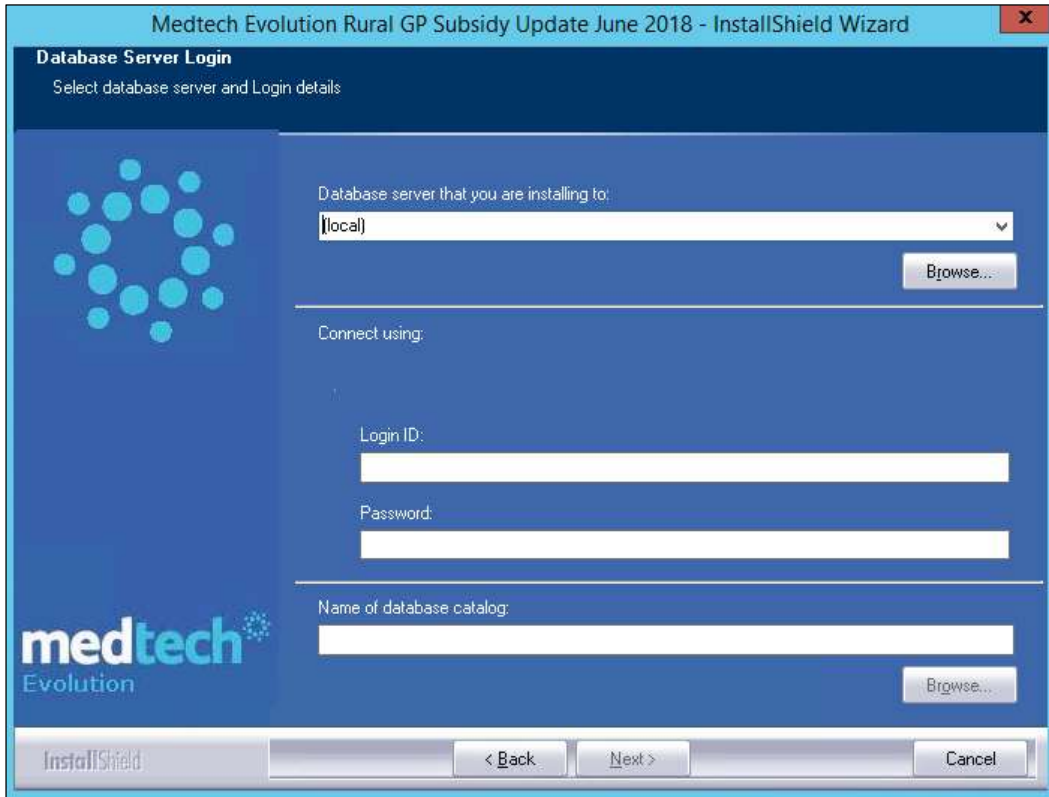 Medtech Evolution Rural GP Subsidy Update June 2018 - InstallShield Wizard
x
Database Server Login
Select database server and Login details
Database server that you are installing to:
(local)
Browse...
Connect using:
Login ID:
Password:
Name of database catalog:
medtech
Evolution
Browse...
InstallShield
< Back
Next >
Cancel